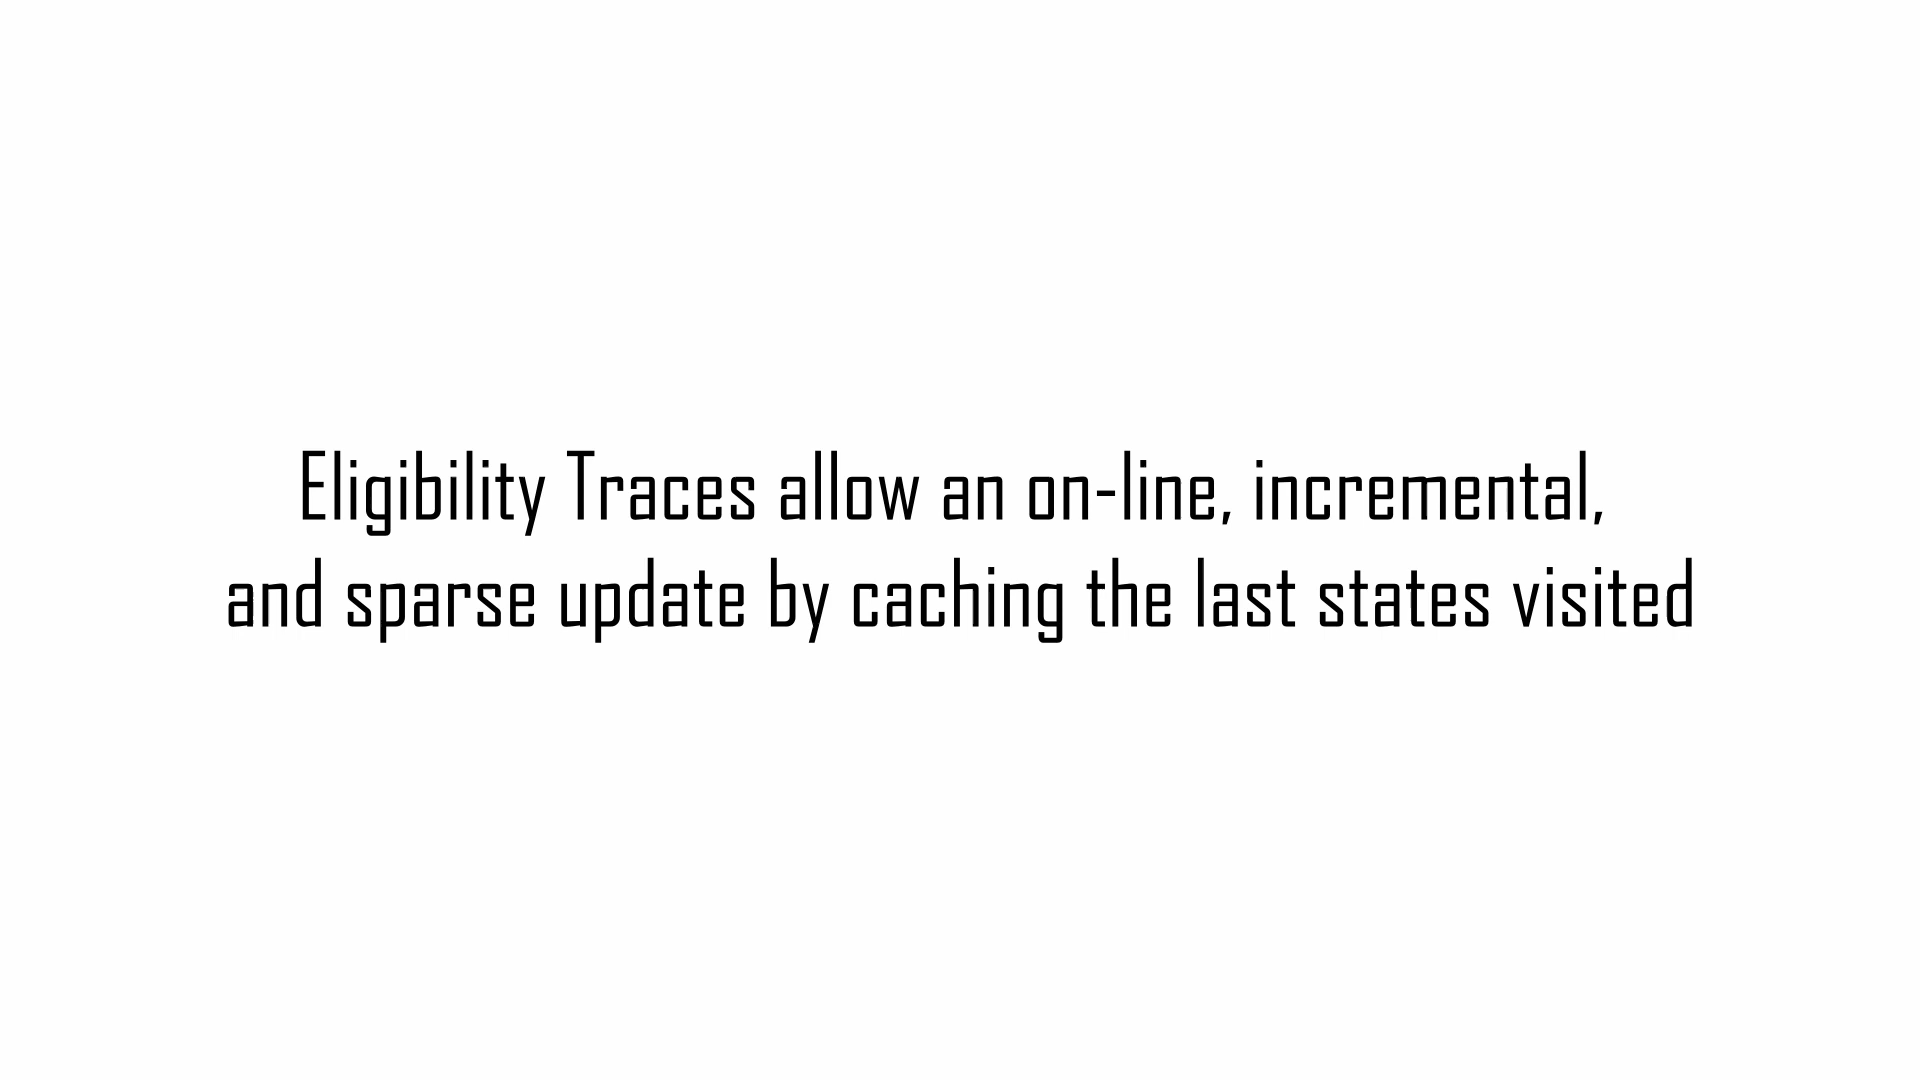 Eligibility Traces allow an on-line, incremental,
and sparse update by caching the last states visited